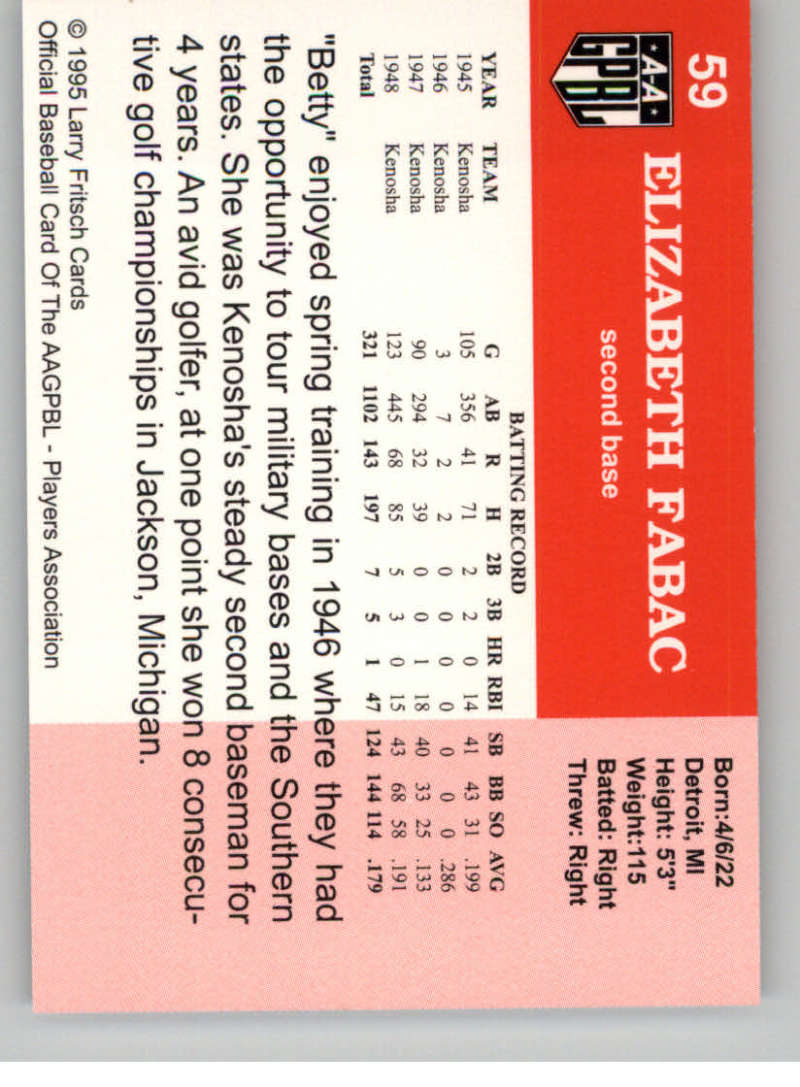 59
AA
GPBL
ELIZABETH FABAC
second base
Born:4/6/22
Detroit, MI
Height: 5'3"
Weight:115
Batted: Right
Threw: Right
BATTING RECORD
YEAR TEAM G AB R H 2B 3B HR RBI SB BB SO AVG
1945 Kenosha 105 356 41 71 2 2 0 14 41 43 31 .199
1946 Kenosha 3 7 2 2 0 0 0 0 0 0 0 .286
1947 Kenosha 90 294 32 39 0 0 1 18 40 33 25 .133
1948 Kenosha 123 445 68 85 5 3 0 15 43 68 58 .191
Total 321 1102 143 197 7 5 1 47 124 144 114 .179
"Betty" enjoyed spring training in 1946 where they had
the opportunity to tour military bases and the Southern
states. She was Kenosha's steady second baseman for
4 years. An avid golfer, at one point she won 8 consecu-
tive golf championships in Jackson, Michigan.
© 1995 Larry Fritsch Cards
Official Baseball Card Of The AAGPBL - Players Association